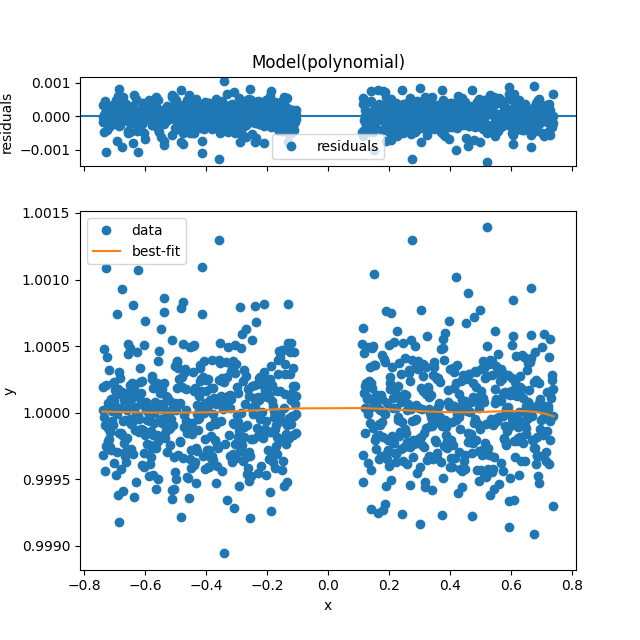 Model(polynomial)
0.001
0.000
−0.001
residuals
residuals
1.0015
1.0010
1.0005
1.0000
0.9995
0.9990
y
data
best-fit
−0.8 −0.6 −0.4 −0.2 0.0 0.2 0.4 0.6 0.8
x